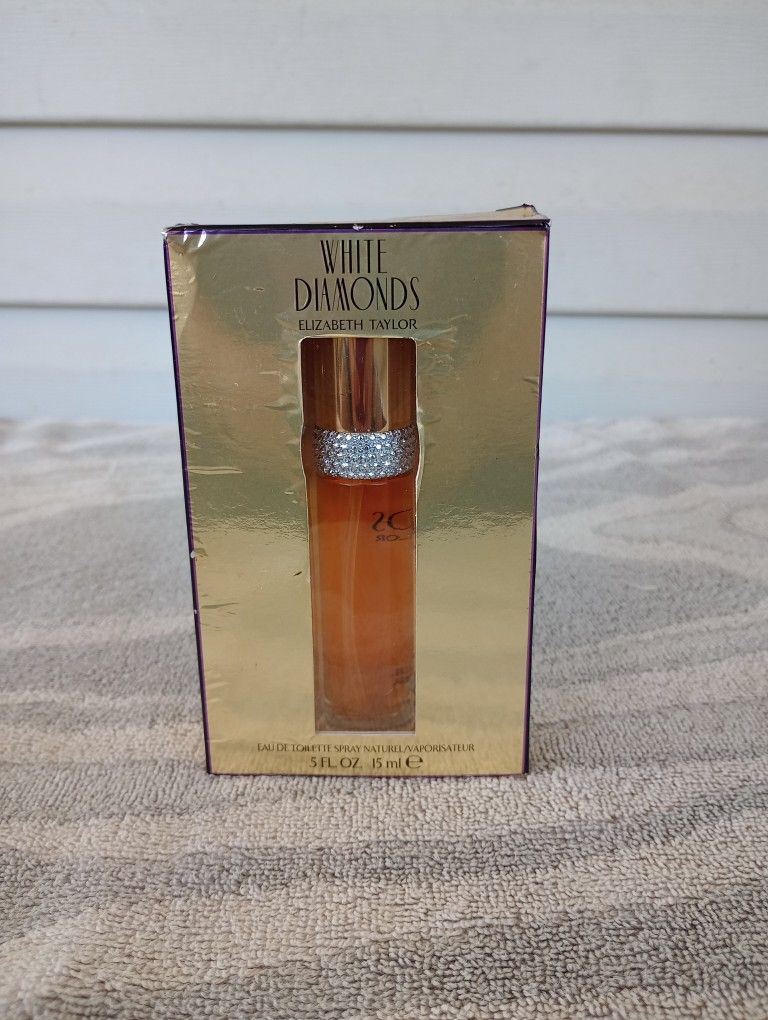 WHITE
DIAMONDS
ELIZABETH TAYLOR
EAU DE TOILETTE SPRAY NATUREL/VAPORISATEUR
5 FL. OZ. 15 ml ℮